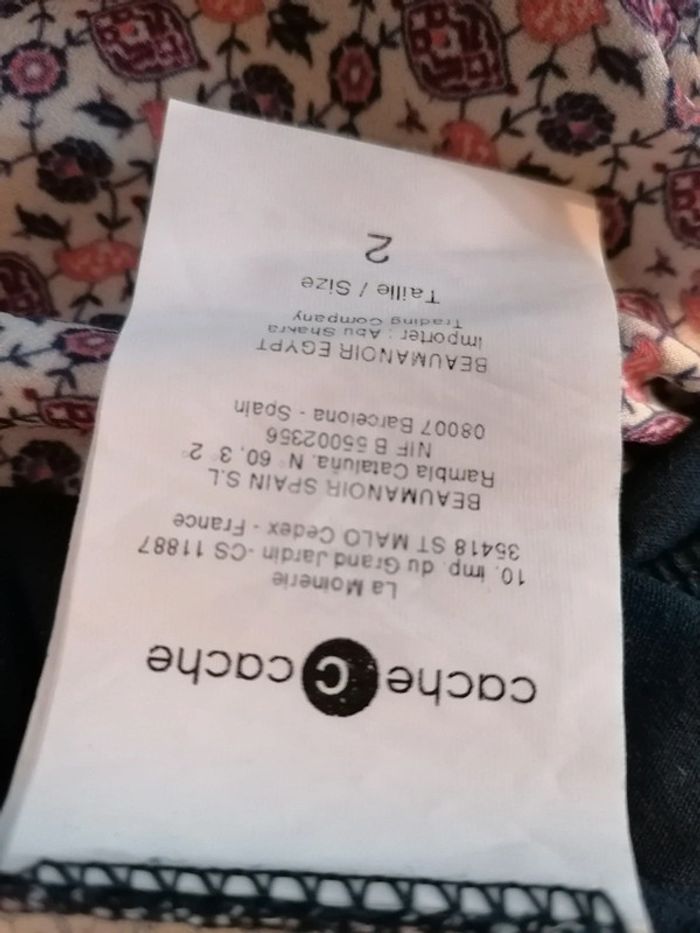 cache C cache
La Moinerie
10. imp. du Grand Jardin - CS 11887
35418 ST MALO Cedex - France
BEAUMANOIR SPAIN S.L
Rambla Cataluña. N° 60, 3° 2°
NIF B 55002356
08007 Barcelona - Spain
BEAUMANOIR EGYPT
Importer : Abu Shakra
Trading Company
Taille / Size
2